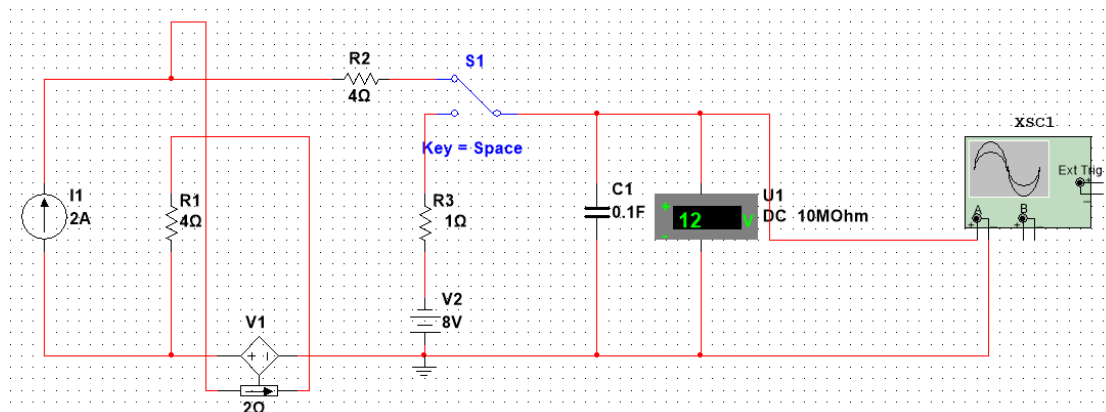 R2
4Ω
S1
Key = Space
XSC1
Ext Trig
+
−
A
B
+
−
+
−
I1
2A
R1
4Ω
R3
1Ω
C1
0.1F
U1
DC 10MOhm
+
12
V
-
V2
8V
V1
+ −
2Ω